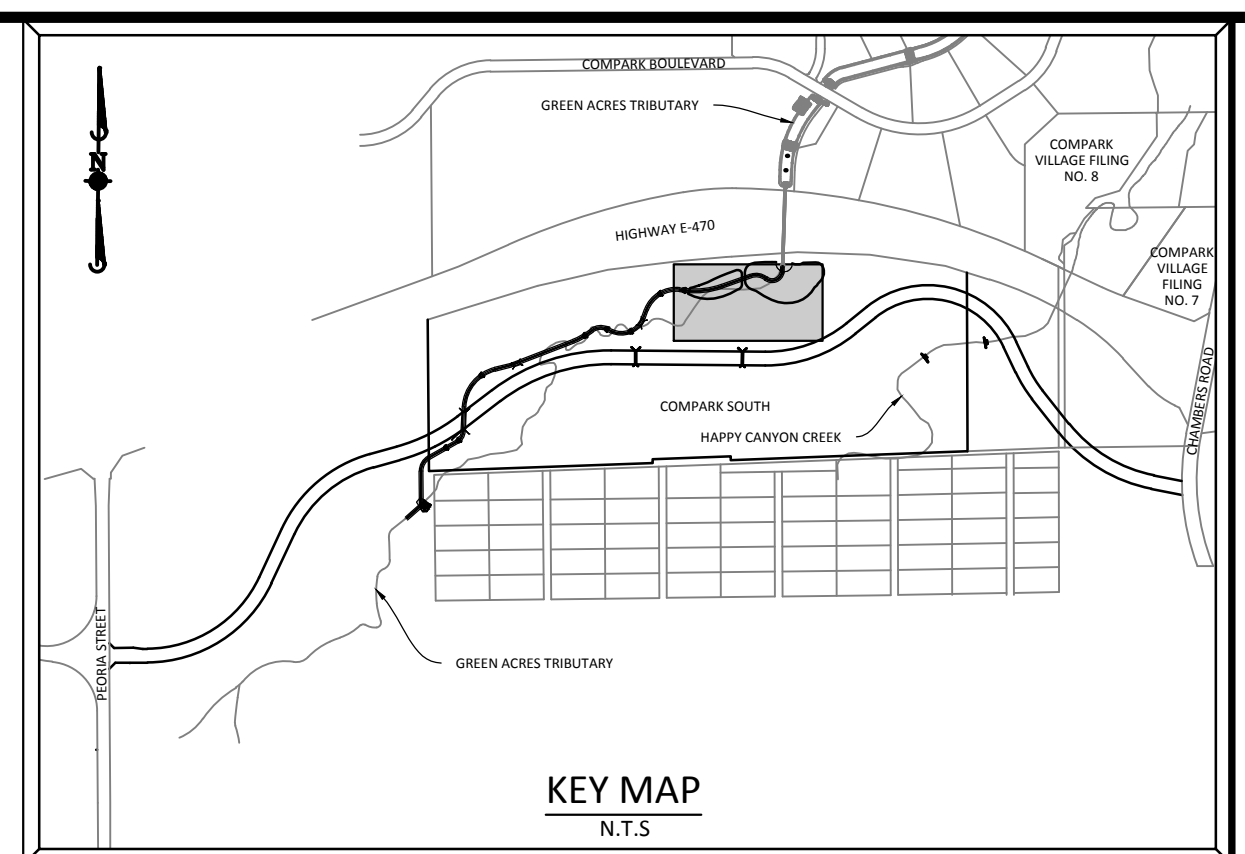 COMPARK BOULEVARD
GREEN ACRES TRIBUTARY
COMPARK
VILLAGE FILING
NO. 8
N
HIGHWAY E-470
COMPARK
VILLAGE
FILING
NO. 7
CHAMBERS ROAD
COMPARK SOUTH
HAPPY CANYON CREEK
PEORIA STREET
GREEN ACRES TRIBUTARY
KEY MAP
N.T.S